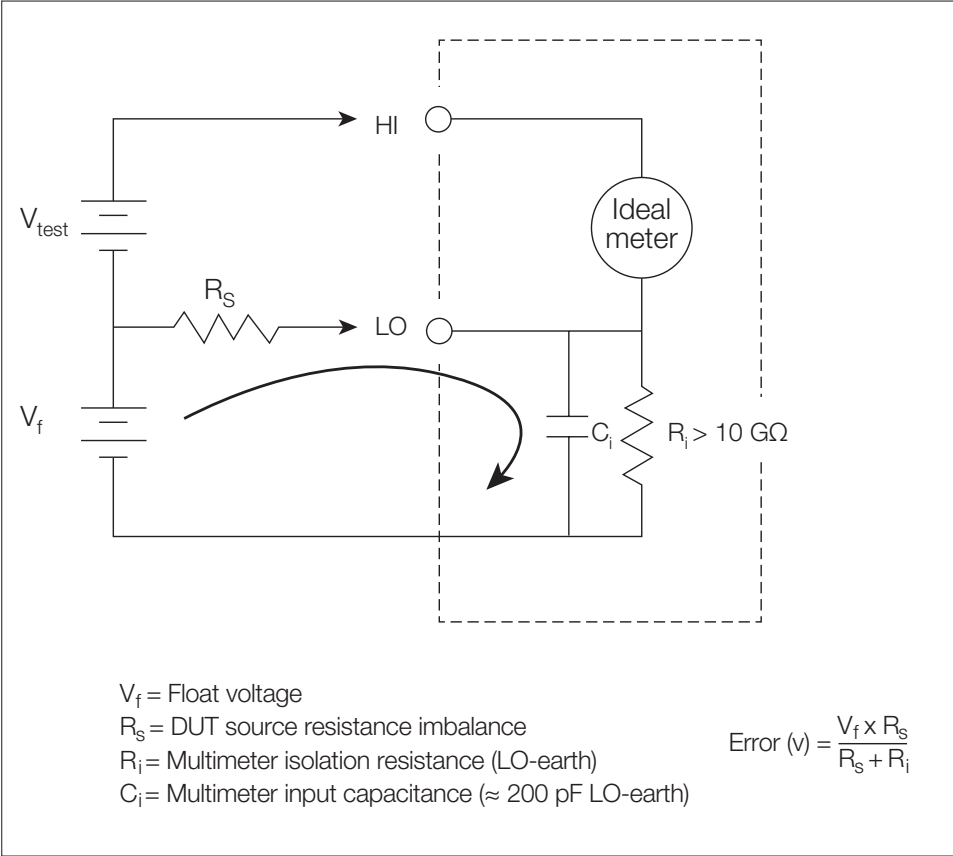 HI
V_test
Ideal
meter
R_S
LO
V_f
C_i
R_i > 10 GΩ
V_f = Float voltage
R_s = DUT source resistance imbalance
R_i = Multimeter isolation resistance (LO-earth)
C_i = Multimeter input capacitance (≈ 200 pF LO-earth)
Error (v) = V_f x R_s / R_s + R_i